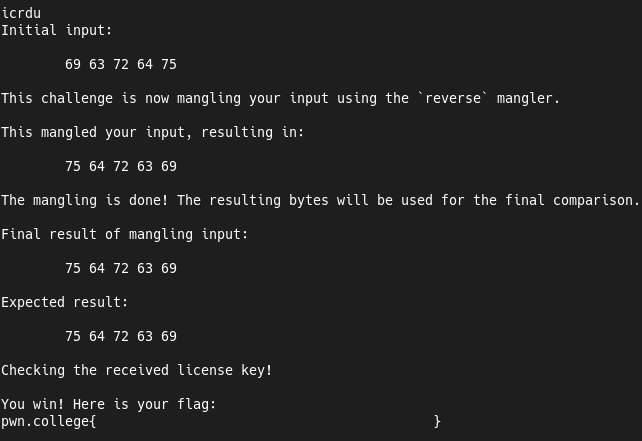 icrdu
Initial input:
69 63 72 64 75
This challenge is now mangling your input using the `reverse` mangler.
This mangled your input, resulting in:
75 64 72 63 69
The mangling is done! The resulting bytes will be used for the final comparison.
Final result of mangling input:
75 64 72 63 69
Expected result:
75 64 72 63 69
Checking the received license key!
You win! Here is your flag:
pwn.college{ }